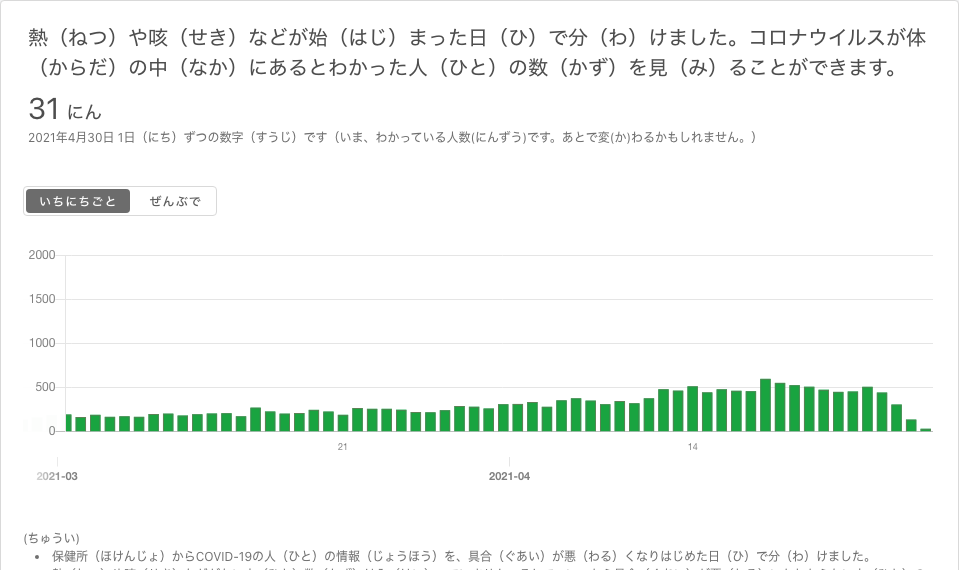 熱（ねつ）や咳（せき）などが始（はじ）まった日（ひ）で分（わ）けました。コロナウイルスが体
（からだ）の中（なか）にあるとわかった人（ひと）の数（かず）を見（み）ることができます。
31 にん
2021年4月30日 1日（にち）ずつの数字（すうじ）です（いま、わかっている人数(にんずう)です。あとで変(か)わるかもしれません。）
いちにちごと ぜんぶで
2000
1500
1000
500
0
21 14
2021-03 2021-04
(ちゅうい)
• 保健所（ほけんじょ）からCOVID-19の人（ひと）の情報（じょうほう）を、具合（ぐあい）が悪（わる）くなりはじめた日（ひ）で分（わ）けました。